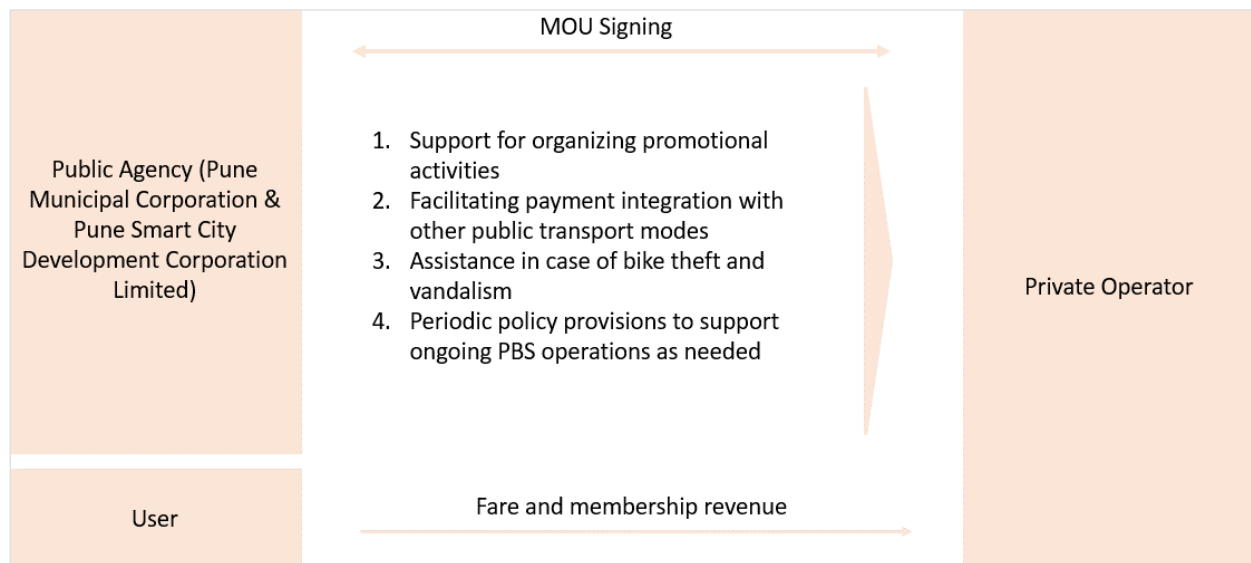 MOU Signing
Public Agency (Pune
Municipal Corporation &
Pune Smart City
Development Corporation
Limited)
1. Support for organizing promotional
activities
2. Facilitating payment integration with
other public transport modes
3. Assistance in case of bike theft and
vandalism
4. Periodic policy provisions to support
ongoing PBS operations as needed
Private Operator
User
Fare and membership revenue